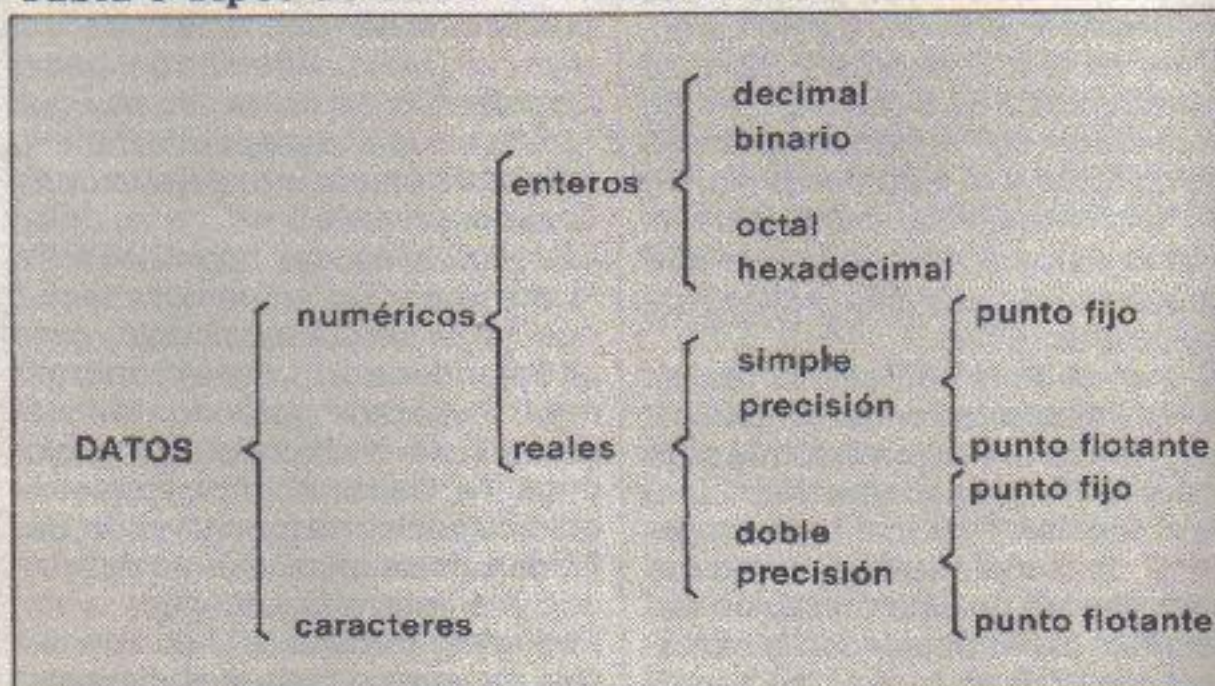 decimal
binario
enteros
octal
hexadecimal
numéricos
punto fijo
simple
precisión
DATOS
reales
punto flotante
punto fijo
doble
precisión
caracteres
punto flotante